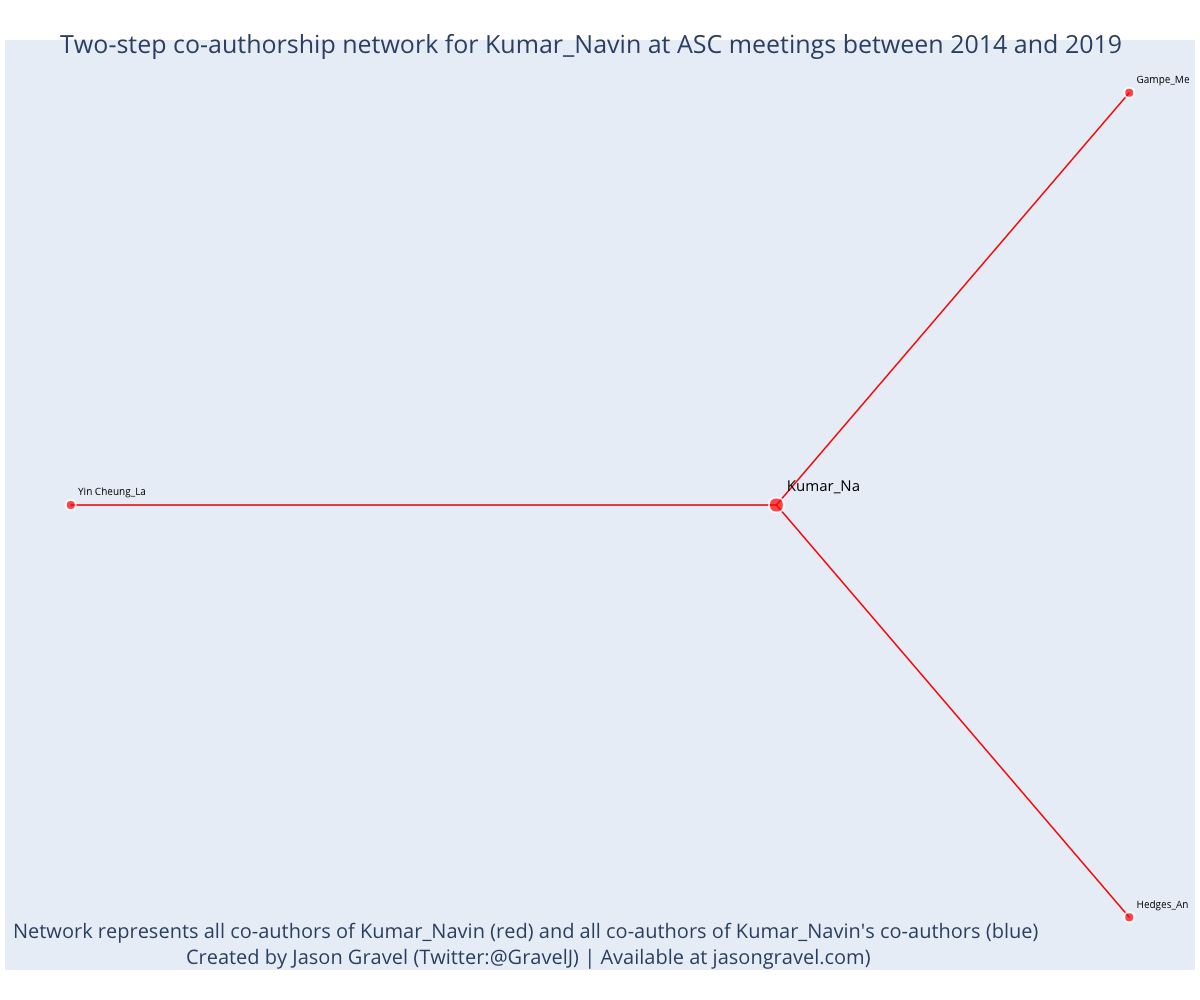 Two-step co-authorship network for Kumar_Navin at ASC meetings between 2014 and 2019
Gampe_Me
Kumar_Na
Yin Cheung_La
Hedges_An
Network represents all co-authors of Kumar_Navin (red) and all co-authors of Kumar_Navin's co-authors (blue)
Created by Jason Gravel (Twitter:@GravelJ) | Available at jasongravel.com)